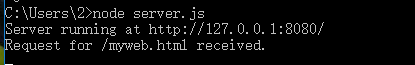 C:\Users\2>node server.js
Server running at http://127.0.0.1:8080/
Request for /myweb.html received.